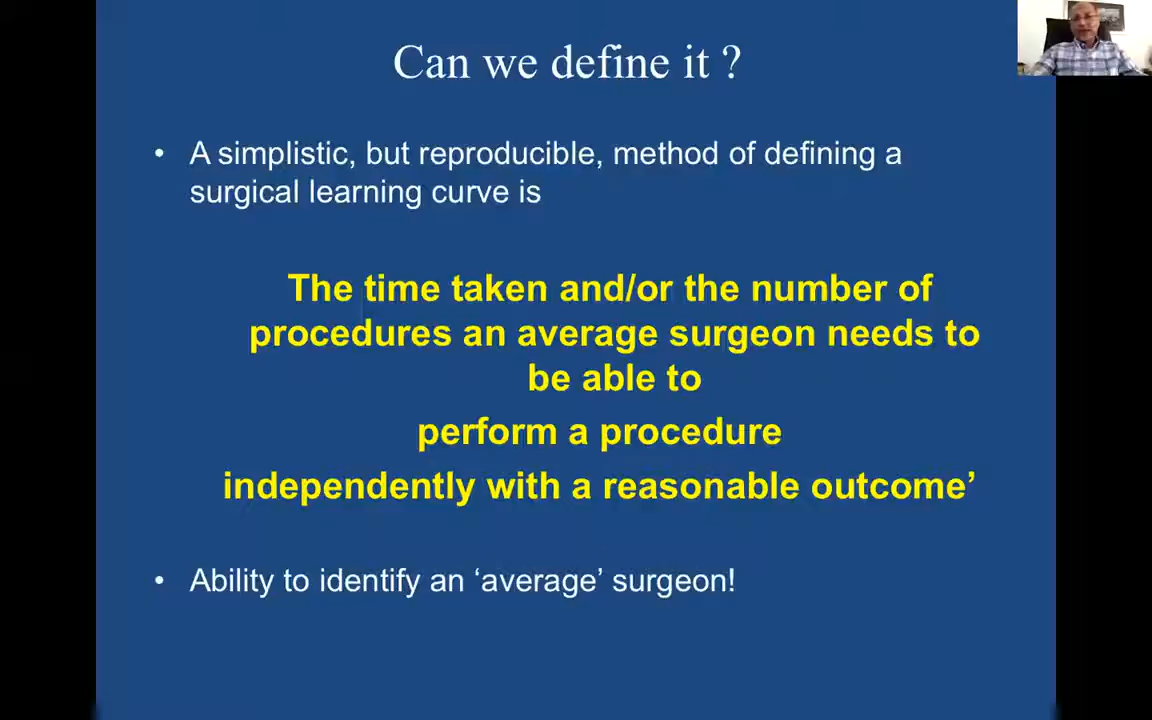 Can we define it ?
• A simplistic, but reproducible, method of defining a
surgical learning curve is
The time taken and/or the number of
procedures an average surgeon needs to
be able to
perform a procedure
independently with a reasonable outcome’
• Ability to identify an ‘average’ surgeon!